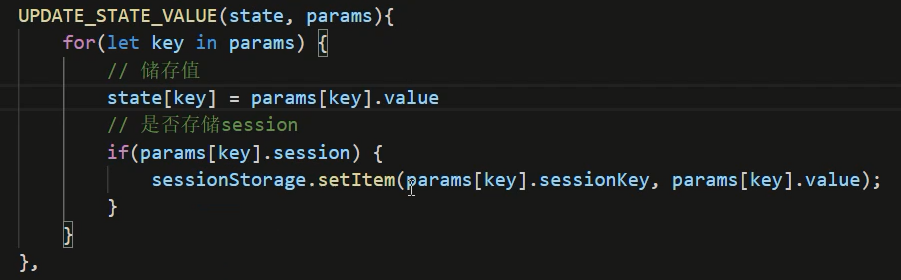 UPDATE_STATE_VALUE(state, params){
for(let key in params) {
// 储存值
state[key] = params[key].value
// 是否存储session
if(params[key].session) {
sessionStorage.setItem(params[key].sessionKey, params[key].value);
}
}
},